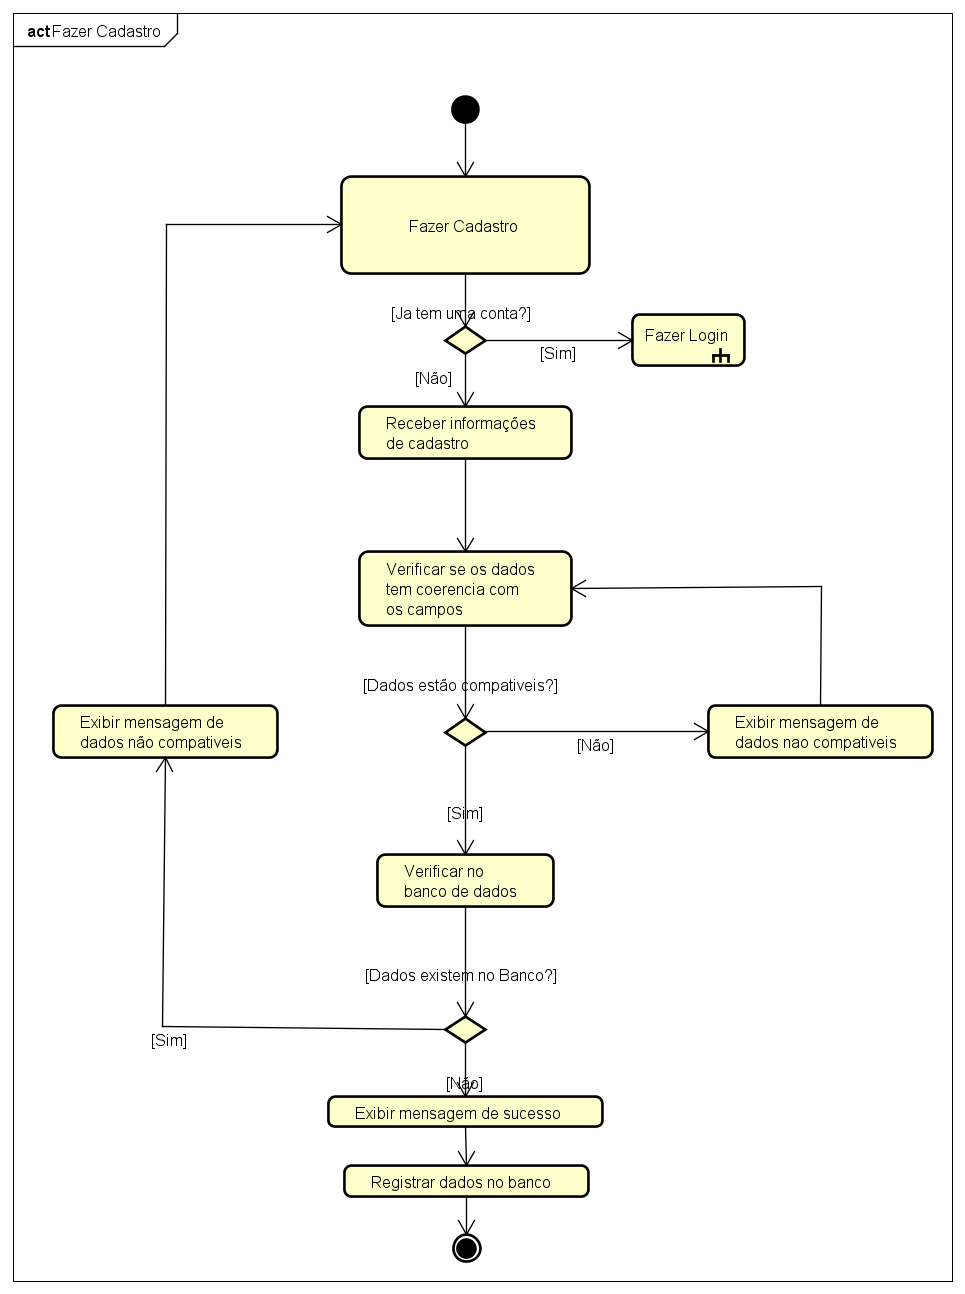 act Fazer Cadastro
Fazer Cadastro
[Ja tem uma conta?]
Fazer Login
[Sim]
[Não]
Receber informações
de cadastro
Verificar se os dados
tem coerencia com
os campos
[Dados estão compativeis?]
Exibir mensagem de
dados não compativeis
Exibir mensagem de
dados nao compativeis
[Não]
[Sim]
Verificar no
banco de dados
[Dados existem no Banco?]
[Sim]
[Não]
Exibir mensagem de sucesso
Registrar dados no banco